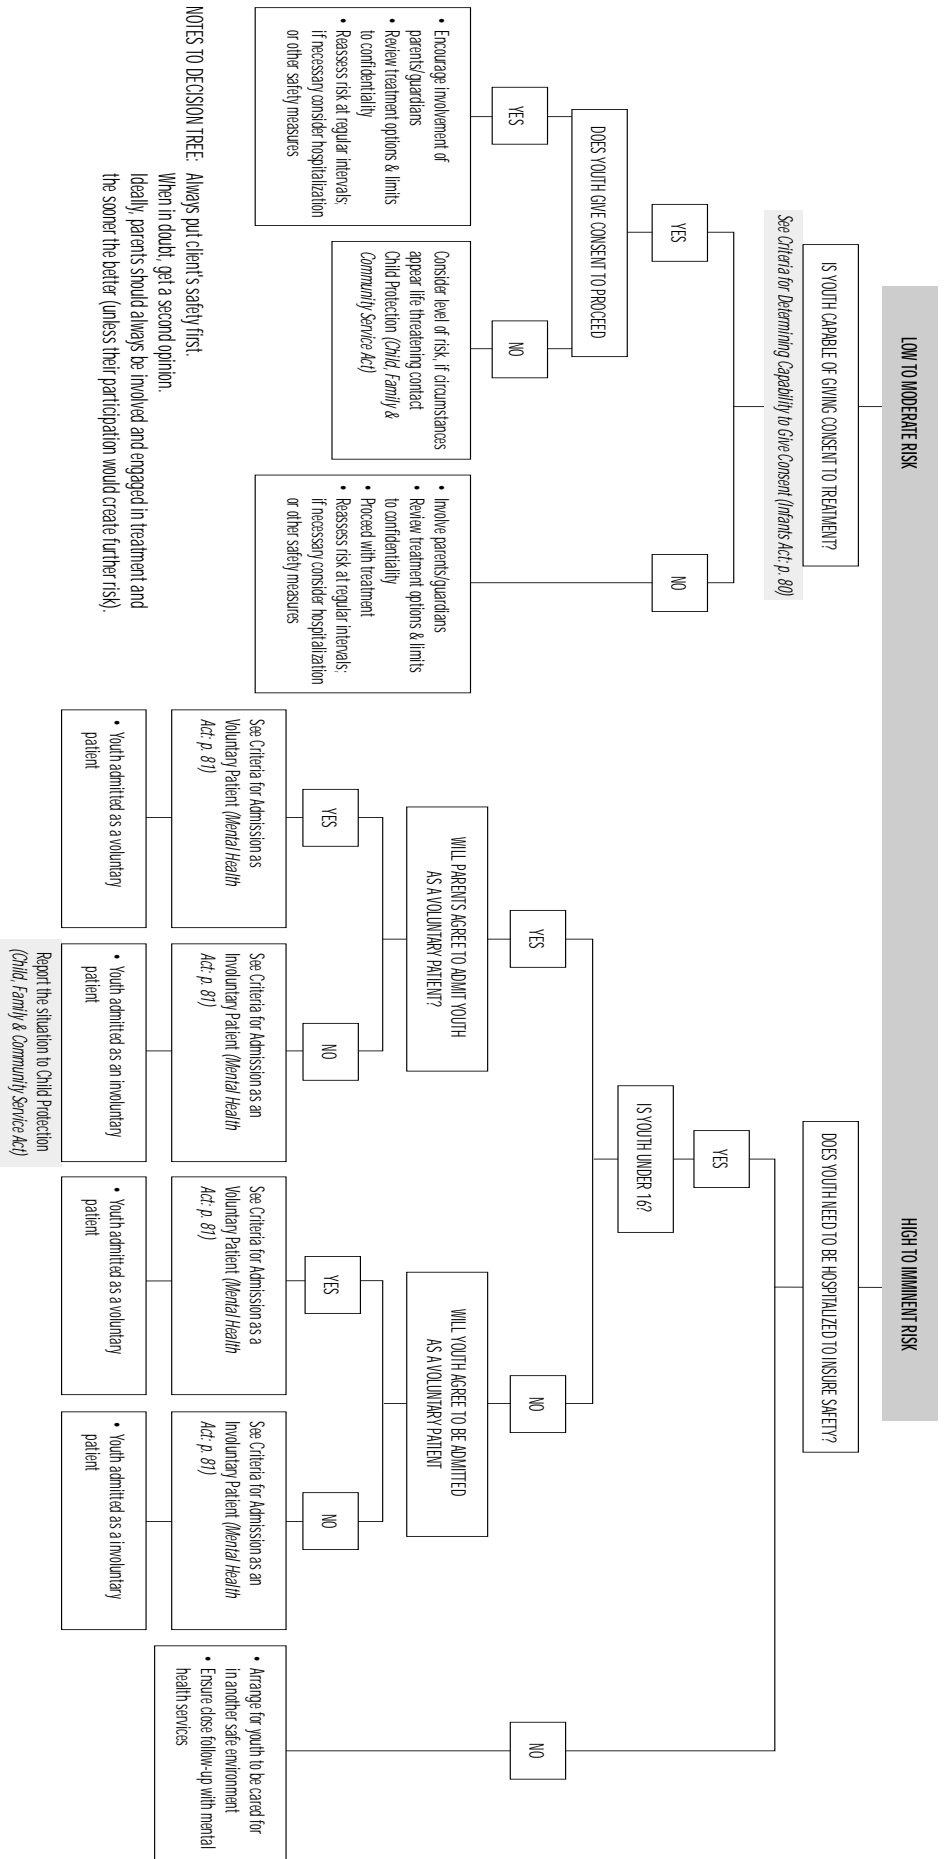 LOW TO MODERATE RISK
IS YOUTH CAPABLE OF GIVING CONSENT TO TREATMENT?
See Criteria for Determining Capability to Give Consent (Infants Act: p. 80)
YES
NO
DOES YOUTH GIVE CONSENT TO PROCEED
YES
NO
• Encourage involvement of
parents/guardians
• Review treatment options & limits
to confidentiality
• Reassess risk at regular intervals;
if necessary consider hospitalization
or other safety measures
Consider level of risk, if circumstances
appear life threatening contact
Child Protection (Child, Family &
Community Service Act)
• Involve parents/guardians
• Review treatment options & limits
to confidentiality
• Proceed with treatment
• Reassess risk at regular intervals;
if necessary consider hospitalization
or other safety measures
NOTES TO DECISION TREE: Always put client's safety first.
When in doubt, get a second opinion.
Ideally, parents should always be involved and engaged in treatment and
the sooner the better (unless their participation would create further risk).
HIGH TO IMMINENT RISK
DOES YOUTH NEED TO BE HOSPITALIZED TO INSURE SAFETY?
YES
IS YOUTH UNDER 16?
YES
NO
NO
WILL PARENTS AGREE TO ADMIT YOUTH
AS A VOLUNTARY PATIENT?
WILL YOUTH AGREE TO BE ADMITTED
AS A VOLUNTARY PATIENT
YES
NO
YES
NO
See Criteria for Admission as
Voluntary Patient (Mental Health
Act: p. 81)
See Criteria for Admission as an
Involuntary Patient (Mental Health
Act: p. 81)
See Criteria for Admission as a
Voluntary Patient (Mental Health
Act: p. 81)
See Criteria for Admission as an
Involuntary Patient (Mental Health
Act: p. 81)
• Arrange for youth to be cared for
in another safe environment
• Ensure close follow-up with mental
health services
• Youth admitted as a voluntary
patient
• Youth admitted as an involuntary
patient
• Youth admitted as a voluntary
patient
• Youth admitted as a involuntary
patient
Report the situation to Child Protection
(Child, Family & Community Service Act)